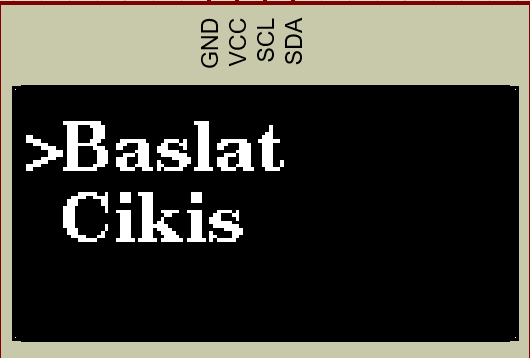 GND
VCC
SCL
SDA
>Baslat
Cikis